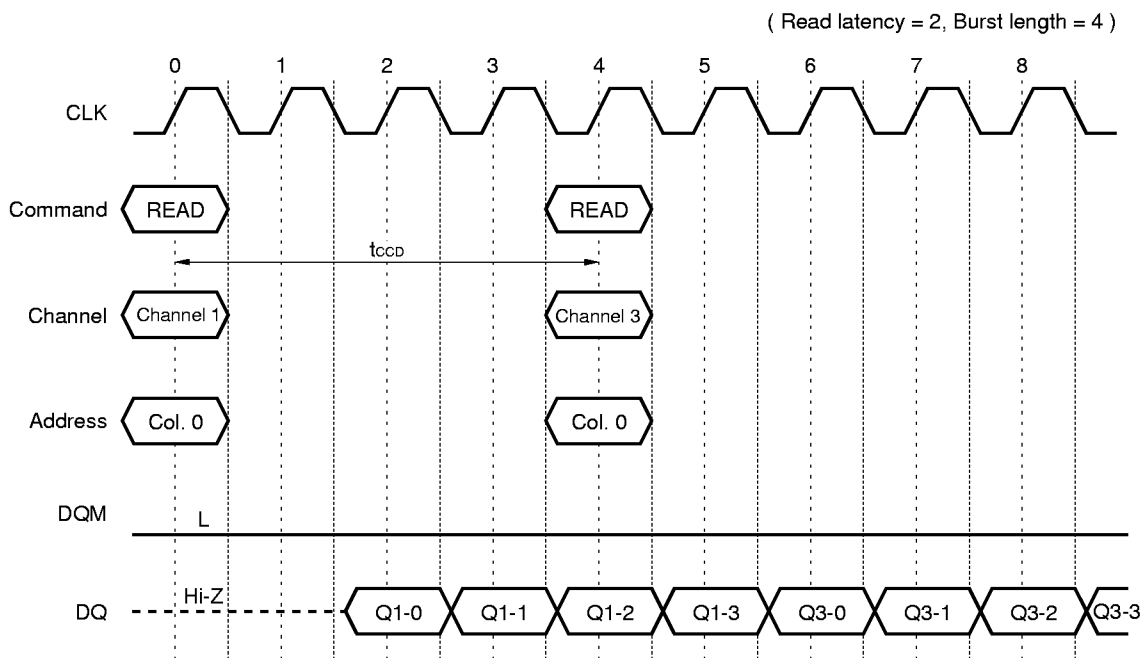 ( Read latency = 2, Burst length = 4 )
0 1 2 3 4 5 6 7 8
CLK
Command READ READ
tCCD
Channel Channel 1 Channel 3
Address Col. 0 Col. 0
DQM L
DQ Hi-Z Q1-0 Q1-1 Q1-2 Q1-3 Q3-0 Q3-1 Q3-2 Q3-3